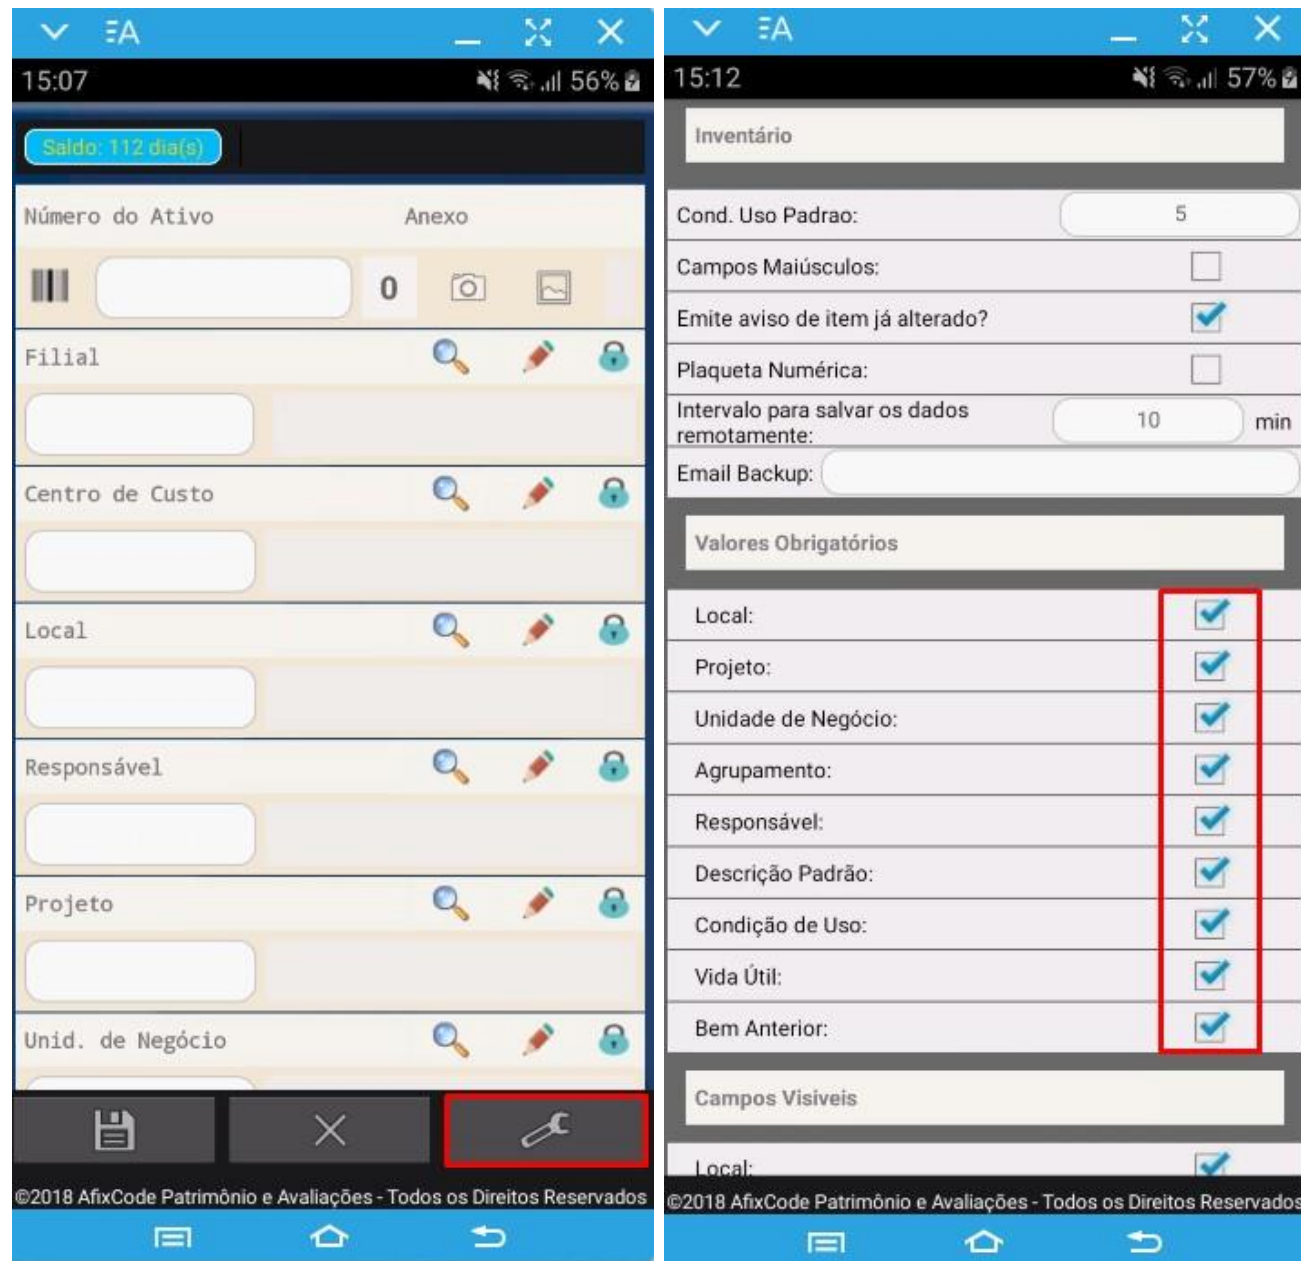 15:07
56%
Saldo: 112 dia(s)
Número do Ativo Anexo
0
Filial
Centro de Custo
Local
Responsável
Projeto
Unid. de Negócio
©2018 AfixCode Patrimônio e Avaliações - Todos os Direitos Reservados
15:12
57%
Inventário
Cond. Uso Padrao: 5
Campos Maiúsculos:
Emite aviso de item já alterado?
Plaqueta Numérica:
Intervalo para salvar os dados
remotamente: 10 min
Email Backup:
Valores Obrigatórios
Local:
Projeto:
Unidade de Negócio:
Agrupamento:
Responsável:
Descrição Padrão:
Condição de Uso:
Vida Útil:
Bem Anterior:
Campos Visiveis
Local:
©2018 AfixCode Patrimônio e Avaliações - Todos os Direitos Reservados